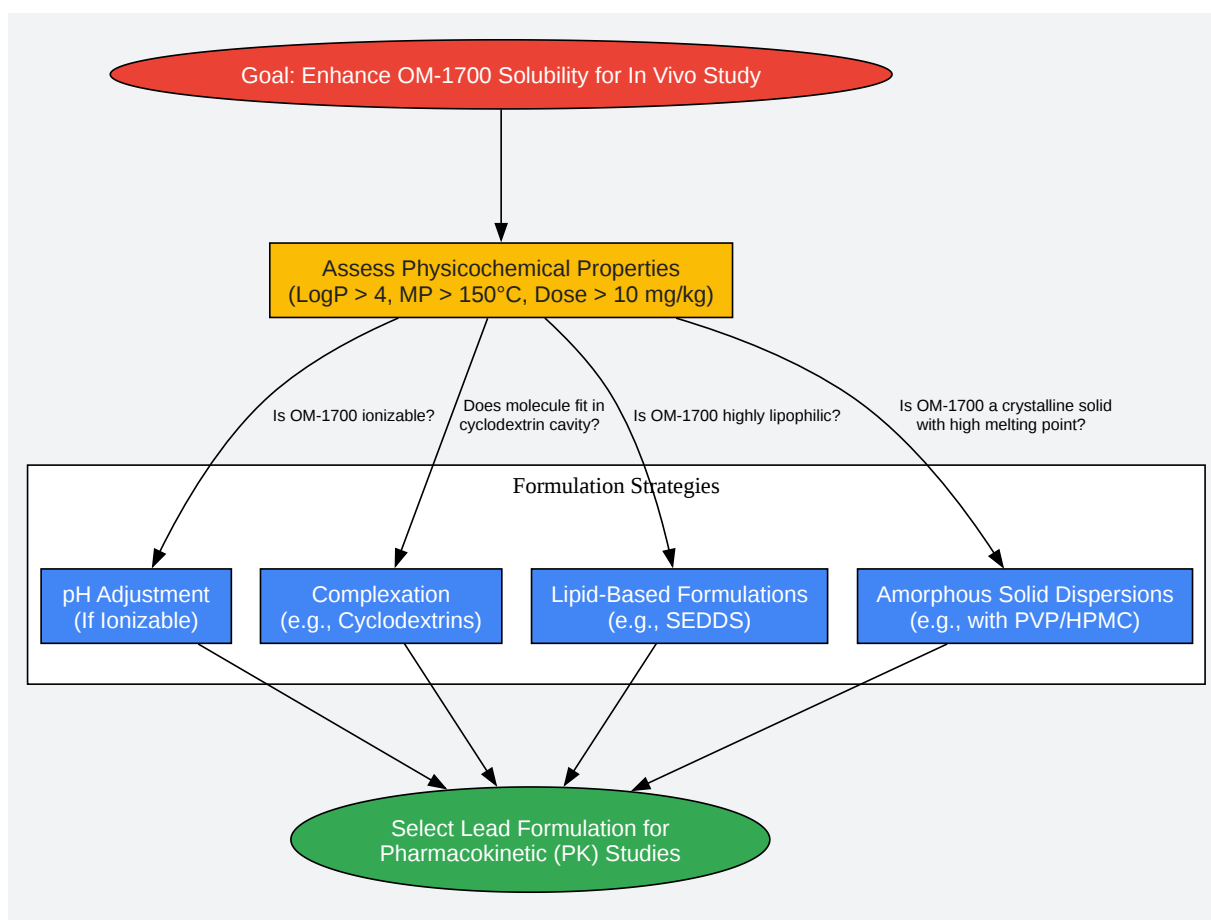 Goal: Enhance OM-1700 Solubility for In Vivo Study
Assess Physicochemical Properties
(LogP > 4, MP > 150°C, Dose > 10 mg/kg)
Is OM-1700 ionizable?
Does molecule fit in
cyclodextrin cavity?
Is OM-1700 highly lipophilic?
Is OM-1700 a crystalline solid
with high melting point?
Formulation Strategies
pH Adjustment
(If Ionizable)
Complexation
(e.g., Cyclodextrins)
Lipid-Based Formulations
(e.g., SEDDS)
Amorphous Solid Dispersions
(e.g., with PVP/HPMC)
Select Lead Formulation for
Pharmacokinetic (PK) Studies